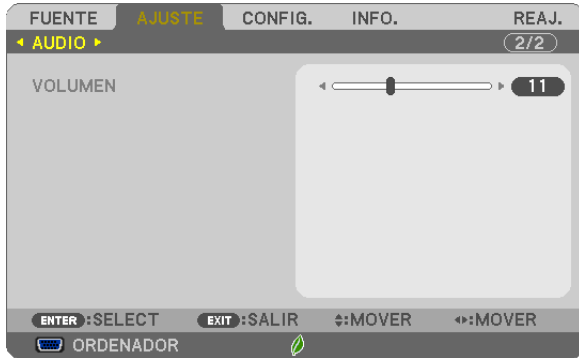 FUENTE AJUSTE CONFIG. INFO. REAJ.
AUDIO 2/2
VOLUMEN 11
ENTER :SELECT EXIT :SALIR :MOVER :MOVER
ORDENADOR